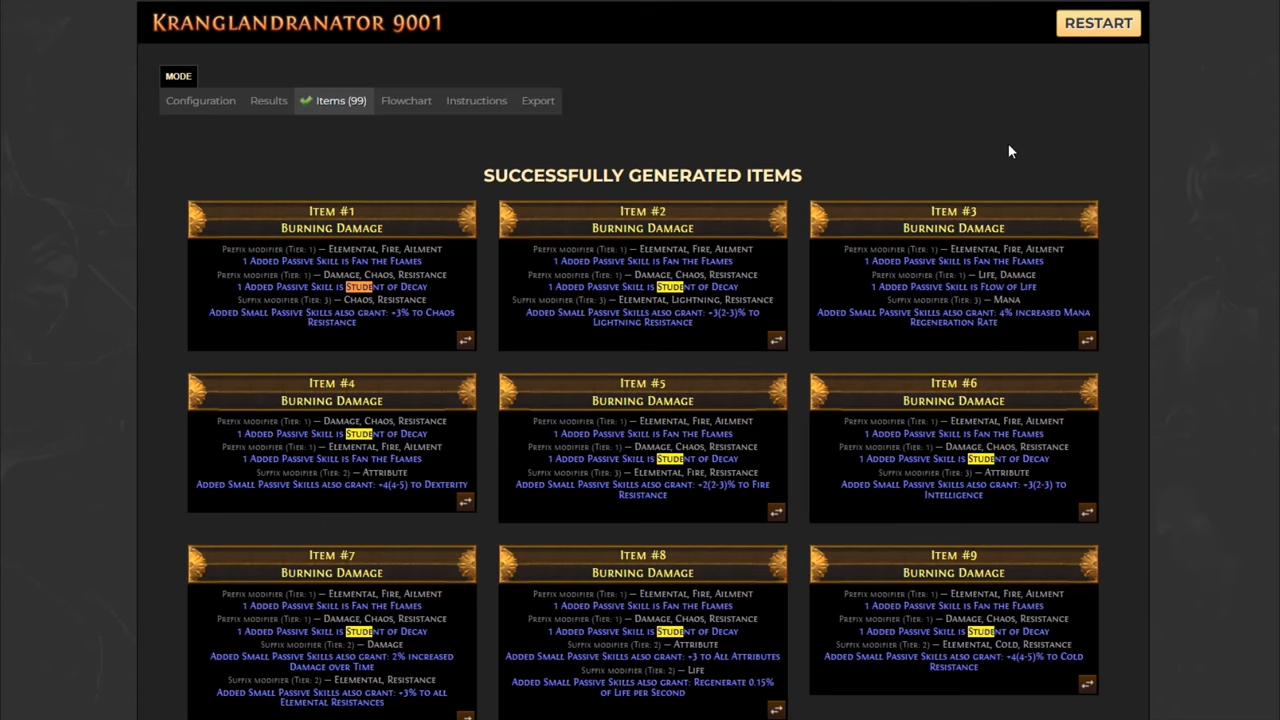 Kranglandranator 9001
RESTART
MODE
Configuration
Results
Items (99)
Flowchart
Instructions
Export
SUCCESSFULLY GENERATED ITEMS
Item #1
Burning Damage
Prefix modifier (Tier: 1) — Elemental, Fire, Ailment
1 Added Passive Skill is Fan the Flames
Prefix modifier (Tier: 1) — Damage, Chaos, Resistance
1 Added Passive Skill is Student of Decay
Suffix modifier (Tier: 3) — Chaos, Resistance
Added Small Passive Skills also grant: +3% to Chaos
Resistance
Item #2
Burning Damage
Prefix modifier (Tier: 1) — Elemental, Fire, Ailment
1 Added Passive Skill is Fan the Flames
Prefix modifier (Tier: 1) — Damage, Chaos, Resistance
1 Added Passive Skill is Student of Decay
Suffix modifier (Tier: 3) — Elemental, Lightning, Resistance
Added Small Passive Skills also grant: +3(2-3)% to
Lightning Resistance
Item #3
Burning Damage
Prefix modifier (Tier: 1) — Elemental, Fire, Ailment
1 Added Passive Skill is Fan the Flames
Prefix modifier (Tier: 1) — Life, Damage
1 Added Passive Skill is Flow of Life
Suffix modifier (Tier: 3) — Mana
Added Small Passive Skills also grant: 4% increased Mana
Regeneration Rate
Item #4
Burning Damage
Prefix modifier (Tier: 1) — Damage, Chaos, Resistance
1 Added Passive Skill is Student of Decay
Prefix modifier (Tier: 1) — Elemental, Fire, Ailment
1 Added Passive Skill is Fan the Flames
Suffix modifier (Tier: 2) — Attribute
Added Small Passive Skills also grant: +4(4-5) to Dexterity
Item #5
Burning Damage
Prefix modifier (Tier: 1) — Elemental, Fire, Ailment
1 Added Passive Skill is Fan the Flames
Prefix modifier (Tier: 1) — Damage, Chaos, Resistance
1 Added Passive Skill is Student of Decay
Suffix modifier (Tier: 3) — Elemental, Fire, Resistance
Added Small Passive Skills also grant: +2(2-3)% to Fire
Resistance
Item #6
Burning Damage
Prefix modifier (Tier: 1) — Elemental, Fire, Ailment
1 Added Passive Skill is Fan the Flames
Prefix modifier (Tier: 1) — Damage, Chaos, Resistance
1 Added Passive Skill is Student of Decay
Suffix modifier (Tier: 3) — Attribute
Added Small Passive Skills also grant: +3(2-3) to
Intelligence
Item #7
Burning Damage
Prefix modifier (Tier: 1) — Elemental, Fire, Ailment
1 Added Passive Skill is Fan the Flames
Prefix modifier (Tier: 1) — Damage, Chaos, Resistance
1 Added Passive Skill is Student of Decay
Suffix modifier (Tier: 2) — Damage
Added Small Passive Skills also grant: 2% increased
Damage over Time
Suffix modifier (Tier: 2) — Elemental, Resistance
Added Small Passive Skills also grant: +3% to all
Elemental Resistances
Item #8
Burning Damage
Prefix modifier (Tier: 1) — Elemental, Fire, Ailment
1 Added Passive Skill is Fan the Flames
Prefix modifier (Tier: 1) — Damage, Chaos, Resistance
1 Added Passive Skill is Student of Decay
Suffix modifier (Tier: 2) — Attribute
Added Small Passive Skills also grant: +3 to All Attributes
Suffix modifier (Tier: 2) — Life
Added Small Passive Skills also grant: Regenerate 0.15%
of Life per Second
Item #9
Burning Damage
Prefix modifier (Tier: 1) — Elemental, Fire, Ailment
1 Added Passive Skill is Fan the Flames
Prefix modifier (Tier: 1) — Damage, Chaos, Resistance
1 Added Passive Skill is Student of Decay
Suffix modifier (Tier: 2) — Elemental, Cold, Resistance
Added Small Passive Skills also grant: +4(4-5)% to Cold
Resistance